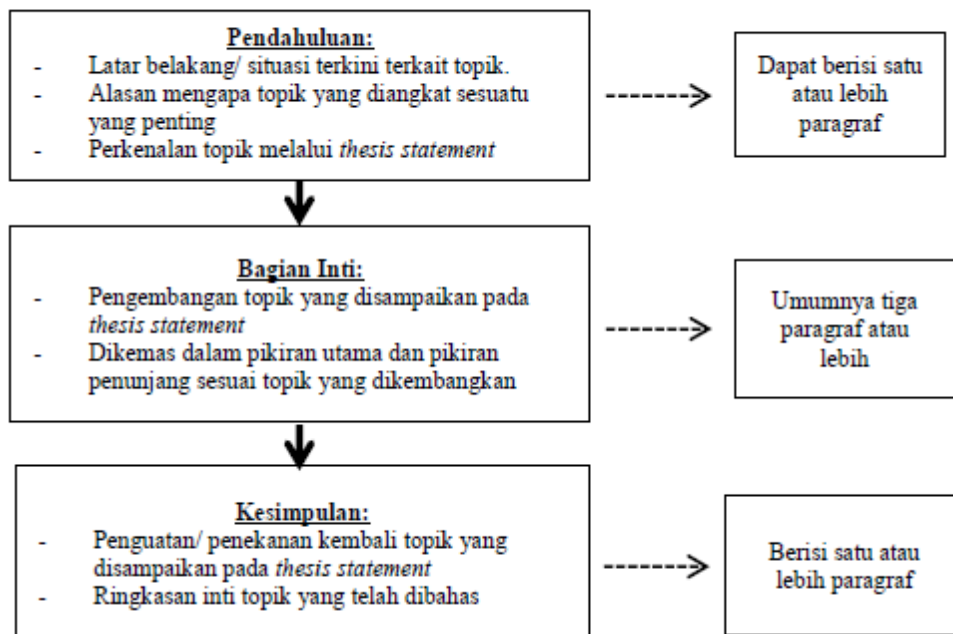 Pendahuluan:
- Latar belakang/ situasi terkini terkait topik.
- Alasan mengapa topik yang diangkat sesuatu
yang penting
- Perkenalan topik melalui thesis statement
Dapat berisi satu
atau lebih
paragraf
Bagian Inti:
- Pengembangan topik yang disampaikan pada
thesis statement
- Dikemas dalam pikiran utama dan pikiran
penunjang sesuai topik yang dikembangkan
Umumnya tiga
paragraf atau
lebih
Kesimpulan:
- Penguatan/ penekanan kembali topik yang
disampaikan pada thesis statement
- Ringkasan inti topik yang telah dibahas
Berisi satu atau
lebih paragraf